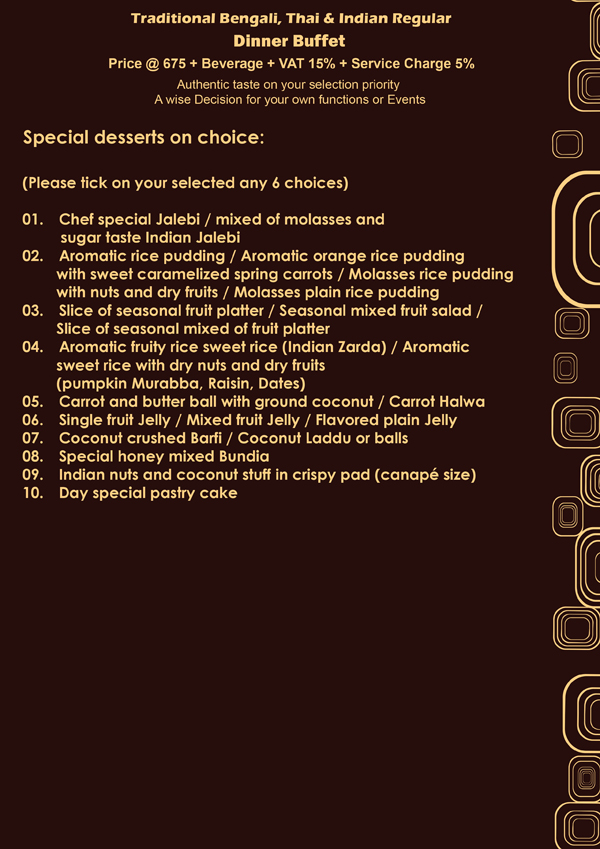 Traditional Bengali, Thai & Indian Regular
Dinner Buffet
Price @ 675 + Beverage + VAT 15% + Service Charge 5%
Authentic taste on your selection priority
A wise Decision for your own functions or Events
Special desserts on choice:
(Please tick on your selected any 6 choices)
01. Chef special Jalebi / mixed of molasses and
sugar taste Indian Jalebi
02. Aromatic rice pudding / Aromatic orange rice pudding
with sweet caramelized spring carrots / Molasses rice pudding
with nuts and dry fruits / Molasses plain rice pudding
03. Slice of seasonal fruit platter / Seasonal mixed fruit salad /
Slice of seasonal mixed of fruit platter
04. Aromatic fruity rice sweet rice (Indian Zarda) / Aromatic
sweet rice with dry nuts and dry fruits
(pumpkin Murabba, Raisin, Dates)
05. Carrot and butter ball with ground coconut / Carrot Halwa
06. Single fruit Jelly / Mixed fruit Jelly / Flavored plain Jelly
07. Coconut crushed Barfi / Coconut Laddu or balls
08. Special honey mixed Bundia
09. Indian nuts and coconut stuff in crispy pad (canapé size)
10. Day special pastry cake